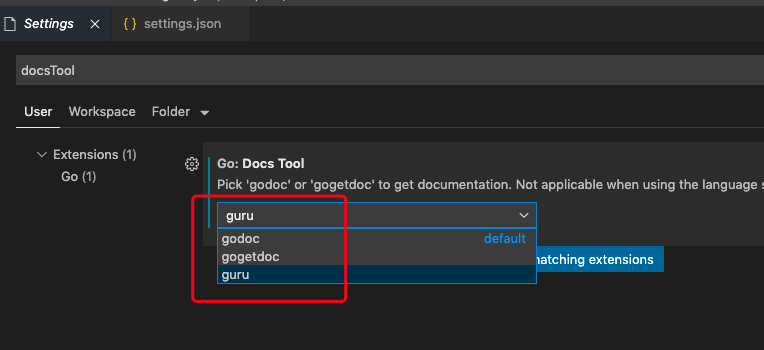 Settings
settings.json
docsTool
User Workspace Folder
Extensions (1)
Go (1)
Go: Docs Tool
Pick 'godoc' or 'gogetdoc' to get documentation. Not applicable when using the language
guru
godoc default
gogetdoc
guru
matching extensions